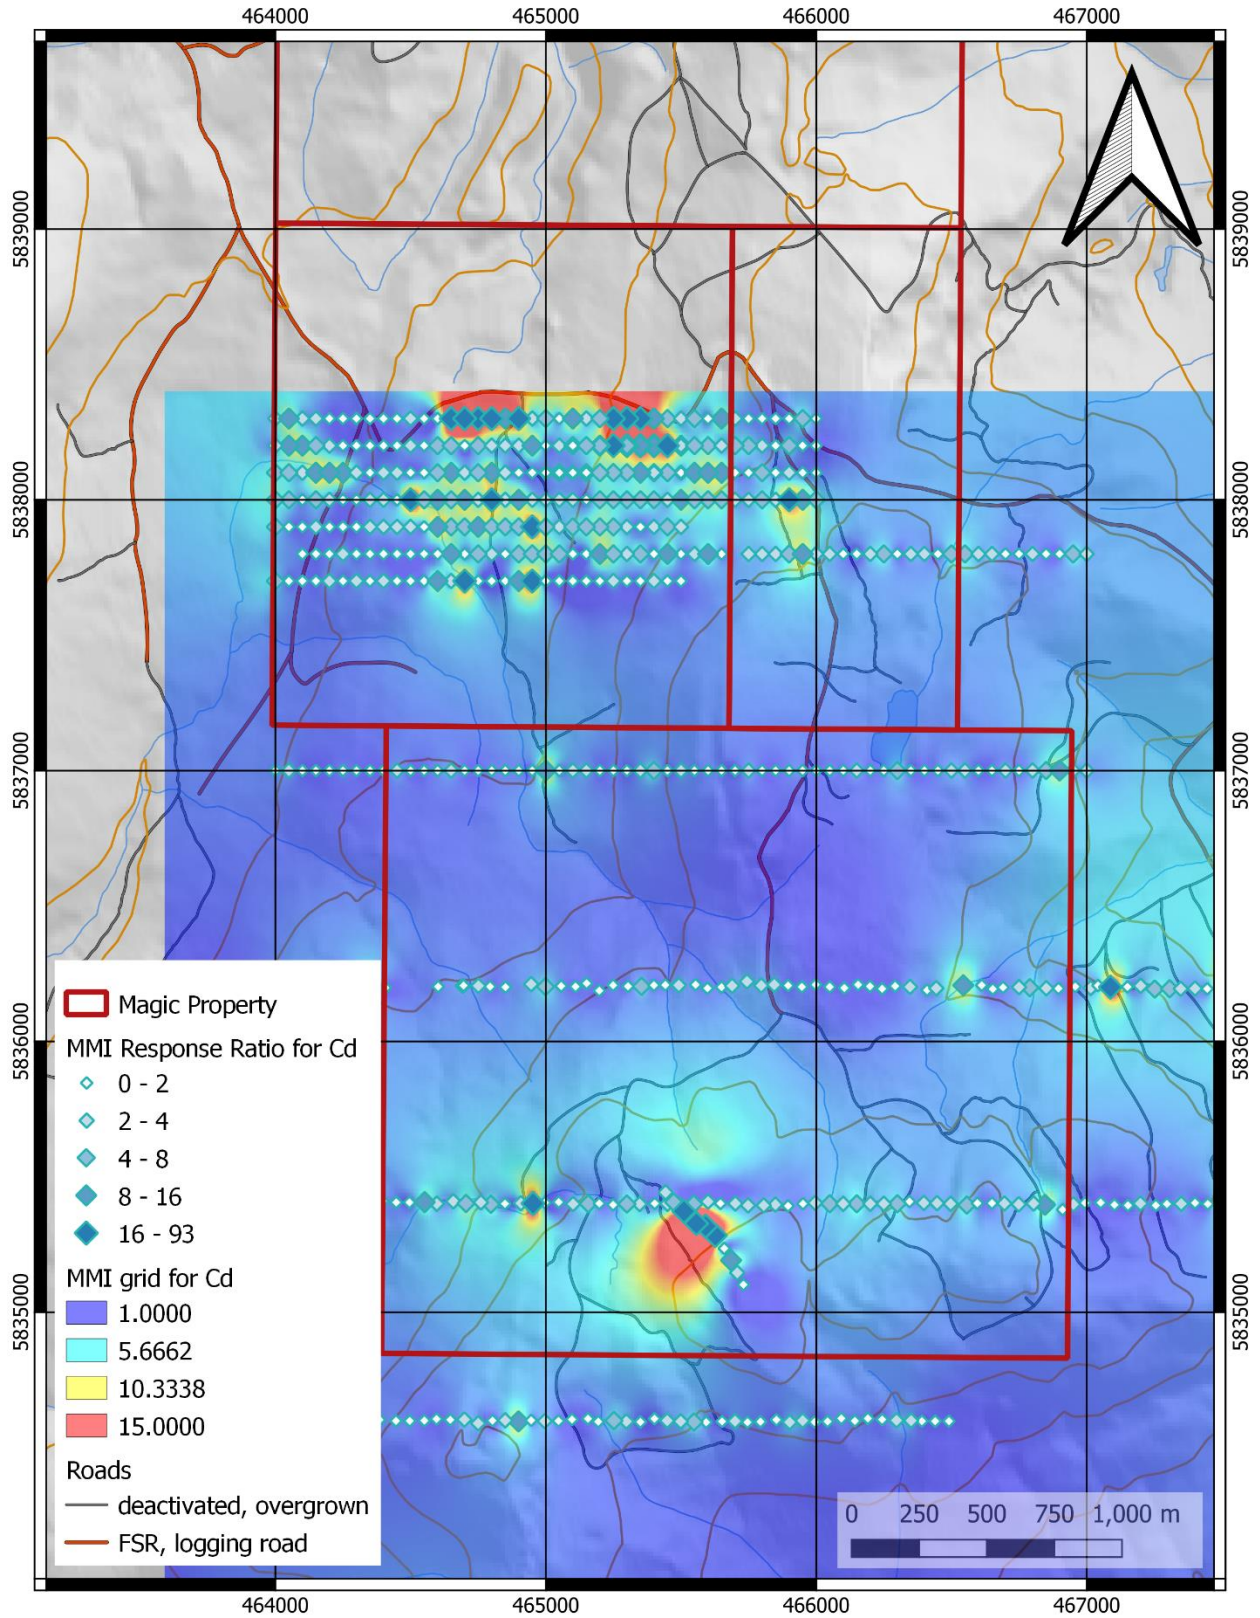 464000 465000 466000 467000
5839000 5839000
5838000 5838000
5837000 5837000
5836000 5836000
5835000 5835000
Magic Property
MMI Response Ratio for Cd
0 - 2
2 - 4
4 - 8
8 - 16
16 - 93
MMI grid for Cd
1.0000
5.6662
10.3338
15.0000
Roads
deactivated, overgrown
FSR, logging road
0 250 500 750 1,000 m
464000 465000 466000 467000